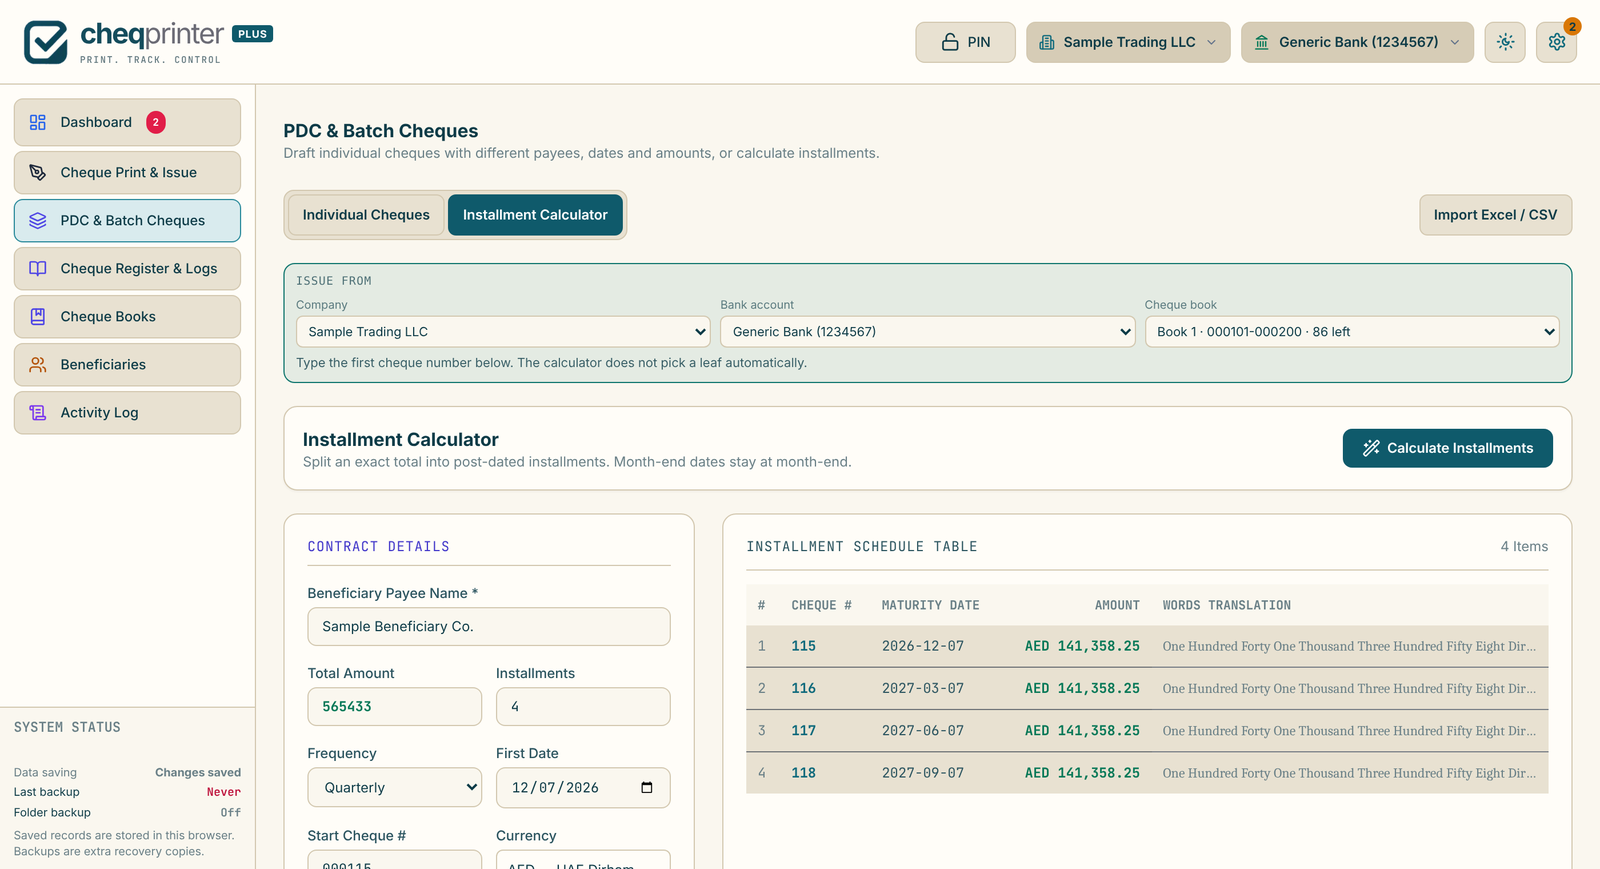 cheqprinter PLUS
PRINT. TRACK. CONTROL
PIN
Sample Trading LLC
Generic Bank (1234567)
2
Dashboard 2
Cheque Print & Issue
PDC & Batch Cheques
Cheque Register & Logs
Cheque Books
Beneficiaries
Activity Log
SYSTEM STATUS
Data saving Changes saved
Last backup Never
Folder backup Off
Saved records are stored in this browser.
Backups are extra recovery copies.
PDC & Batch Cheques
Draft individual cheques with different payees, dates and amounts, or calculate installments.
Individual Cheques Installment Calculator Import Excel / CSV
ISSUE FROM
Company Bank account Cheque book
Sample Trading LLC Generic Bank (1234567) Book 1 · 000101-000200 · 86 left
Type the first cheque number below. The calculator does not pick a leaf automatically.
Installment Calculator
Split an exact total into post-dated installments. Month-end dates stay at month-end.
Calculate Installments
CONTRACT DETAILS
Beneficiary Payee Name *
Sample Beneficiary Co.
Total Amount Installments
565433 4
Frequency First Date
Quarterly 12/07/2026
Start Cheque # Currency
000115 AED
UAE Dirham
INSTALLMENT SCHEDULE TABLE 4 Items
# CHEQUE # MATURITY DATE AMOUNT WORDS TRANSLATION
1 115 2026-12-07 AED 141,358.25 One Hundred Forty One Thousand Three Hundred Fifty Eight Dir...
2 116 2027-03-07 AED 141,358.25 One Hundred Forty One Thousand Three Hundred Fifty Eight Dir...
3 117 2027-06-07 AED 141,358.25 One Hundred Forty One Thousand Three Hundred Fifty Eight Dir...
4 118 2027-09-07 AED 141,358.25 One Hundred Forty One Thousand Three Hundred Fifty Eight Dir...